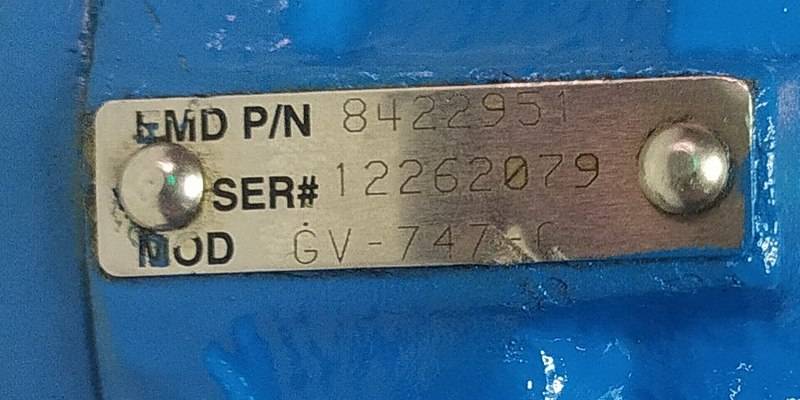 EMD P/N 8422951
SER# 12262079
MOD GV-747-C